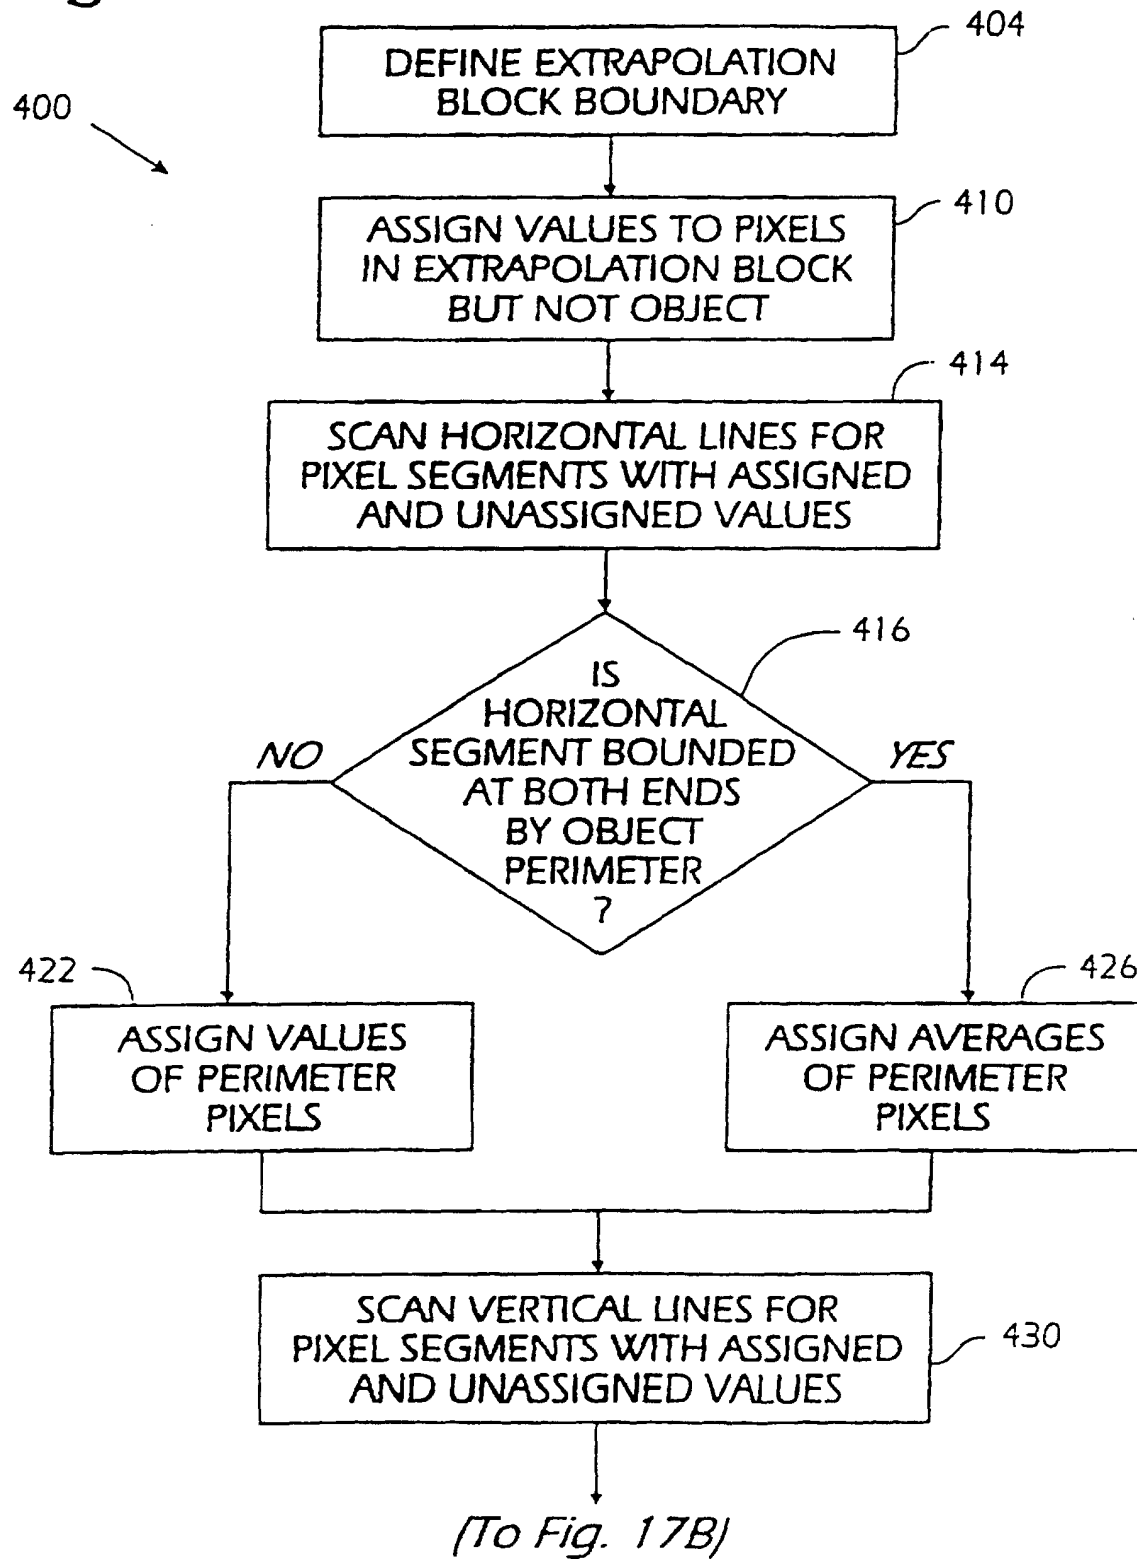 404
DEFINE EXTRAPOLATION
BLOCK BOUNDARY
400
410
ASSIGN VALUES TO PIXELS
IN EXTRAPOLATION BLOCK
BUT NOT OBJECT
414
SCAN HORIZONTAL LINES FOR
PIXEL SEGMENTS WITH ASSIGNED
AND UNASSIGNED VALUES
416
IS
HORIZONTAL
SEGMENT BOUNDED
AT BOTH ENDS
BY OBJECT
PERIMETER
?
NO
YES
422
ASSIGN VALUES
OF PERIMETER
PIXELS
426
ASSIGN AVERAGES
OF PERIMETER
PIXELS
SCAN VERTICAL LINES FOR
PIXEL SEGMENTS WITH ASSIGNED
AND UNASSIGNED VALUES
430
(To Fig. 17B)